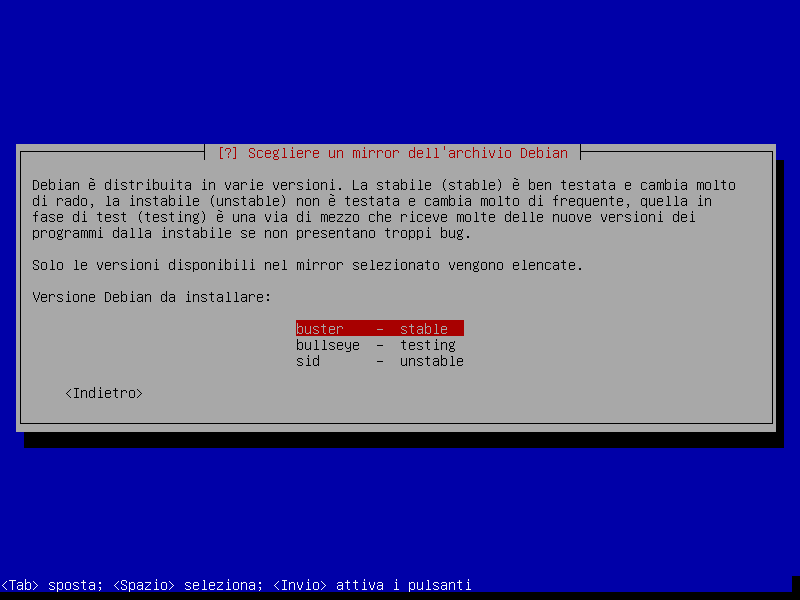 [?] Scegliere un mirror dell'archivio Debian
Debian è distribuita in varie versioni. La stabile (stable) è ben testata e cambia molto
di rado, la instabile (unstable) non è testata e cambia molto di frequente, quella in
fase di test (testing) è una via di mezzo che riceve molte delle nuove versioni dei
programmi dalla instabile se non presentano troppi bug.
Solo le versioni disponibili nel mirror selezionato vengono elencate.
Versione Debian da installare:
buster - stable
bullseye - testing
sid - unstable
<Indietro>
<Tab> sposta; <Spazio> seleziona; <Invio> attiva i pulsanti